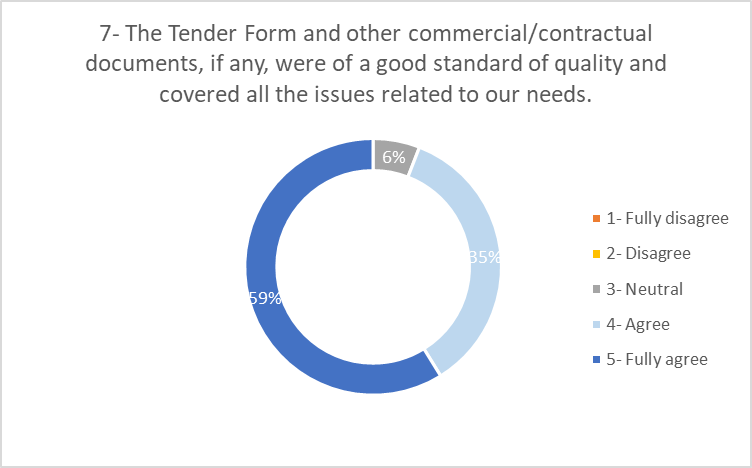 7- The Tender Form and other commercial/contractual
documents, if any, were of a good standard of quality and
covered all the issues related to our needs.
6%
35%
59%
1- Fully disagree
2- Disagree
3- Neutral
4- Agree
5- Fully agree